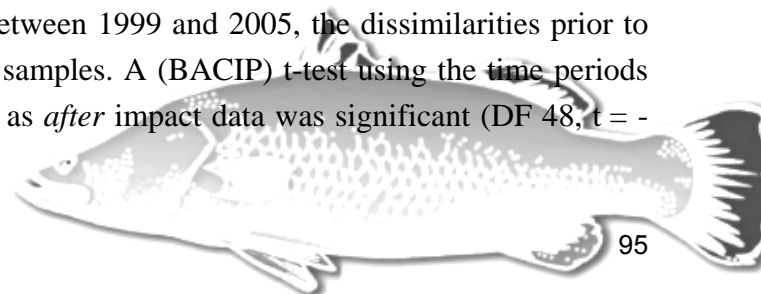 etween 1999 and 2005, the dissimilarities prior to
samples. A (BACIP) t-test using the time periods
as after impact data was significant (DF 48, t = -
95